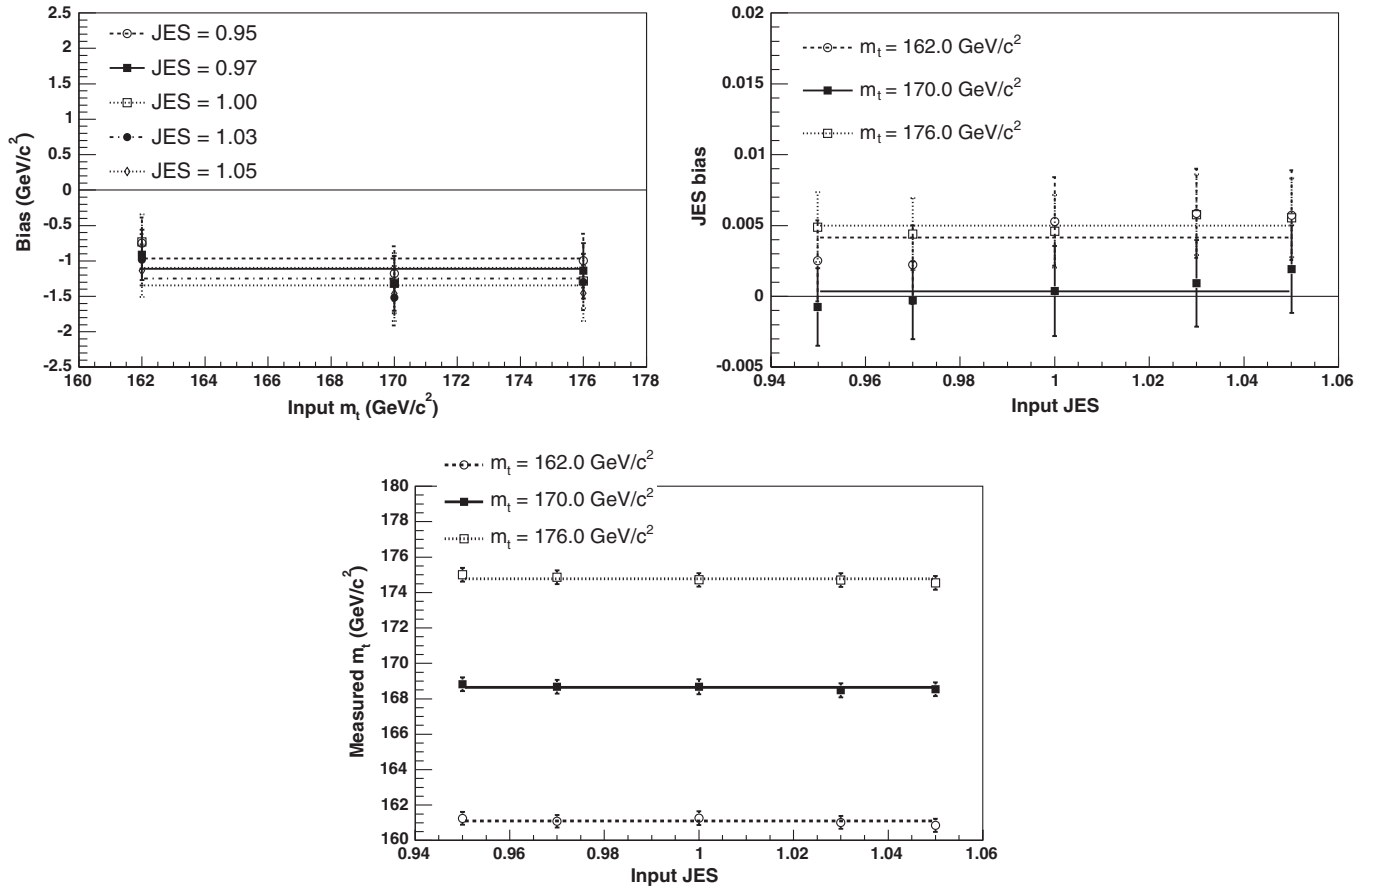 2.5
2
1.5
1
0.5
0
-0.5
-1
-1.5
-2
-2.5
Bias (GeV/c²)
JES = 0.95
JES = 0.97
JES = 1.00
JES = 1.03
JES = 1.05
160 162 164 166 168 170 172 174 176 178
Input mₜ (GeV/c²)
0.02
0.015
0.01
0.005
0
-0.005
JES bias
mₜ = 162.0 GeV/c²
mₜ = 170.0 GeV/c²
mₜ = 176.0 GeV/c²
0.94 0.96 0.98 1 1.02 1.04 1.06
Input JES
mₜ = 162.0 GeV/c²
mₜ = 170.0 GeV/c²
mₜ = 176.0 GeV/c²
180
178
176
174
172
170
168
166
164
162
160
Measured mₜ (GeV/c²)
0.94 0.96 0.98 1 1.02 1.04 1.06
Input JES